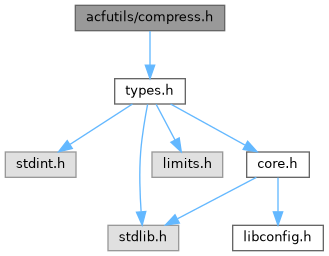 acfutils/compress.h
types.h
stdint.h
limits.h
core.h
stdlib.h
libconfig.h